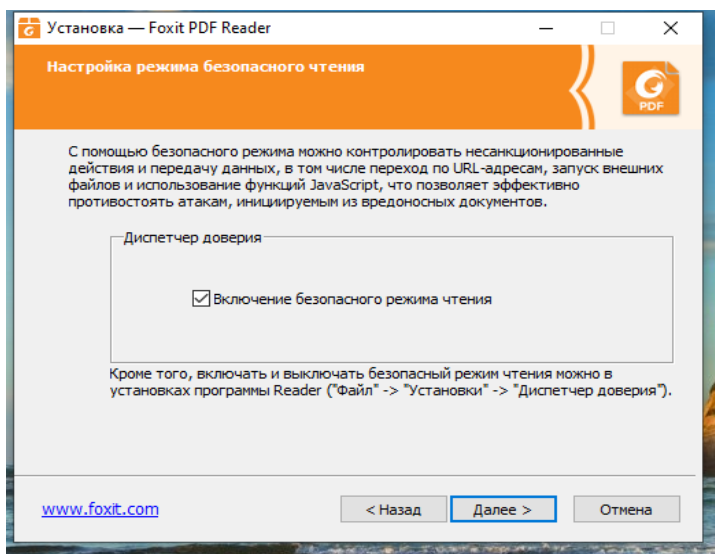 Установка — Foxit PDF Reader
Настройка режима безопасного чтения
PDF
С помощью безопасного режима можно контролировать несанкционированные
действия и передачу данных, в том числе переход по URL-адресам, запуск внешних
файлов и использование функций JavaScript, что позволяет эффективно
противостоять атакам, инициируемым из вредоносных документов.
Диспетчер доверия
Включение безопасного режима чтения
Кроме того, включать и выключать безопасный режим чтения можно в
установках программы Reader ("Файл" -> "Установки" -> "Диспетчер доверия").
www.foxit.com
< Назад
Далее >
Отмена